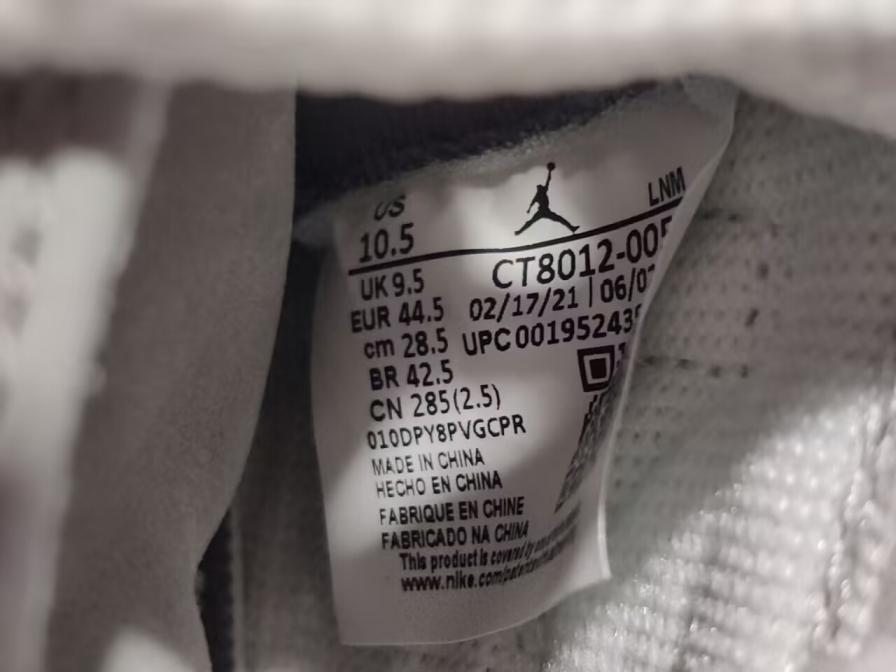 US LNM
10.5
UK 9.5 CT8012-005
EUR 44.5 02/17/21 | 06/0
cm 28.5 UPC 001952435
BR 42.5
CN 285(2.5)
010DPY8PVGCPR
MADE IN CHINA
HECHO EN CHINA
FABRIQUE EN CHINE
FABRICADO NA CHINA
This product is covered by
www.nike.com/patents